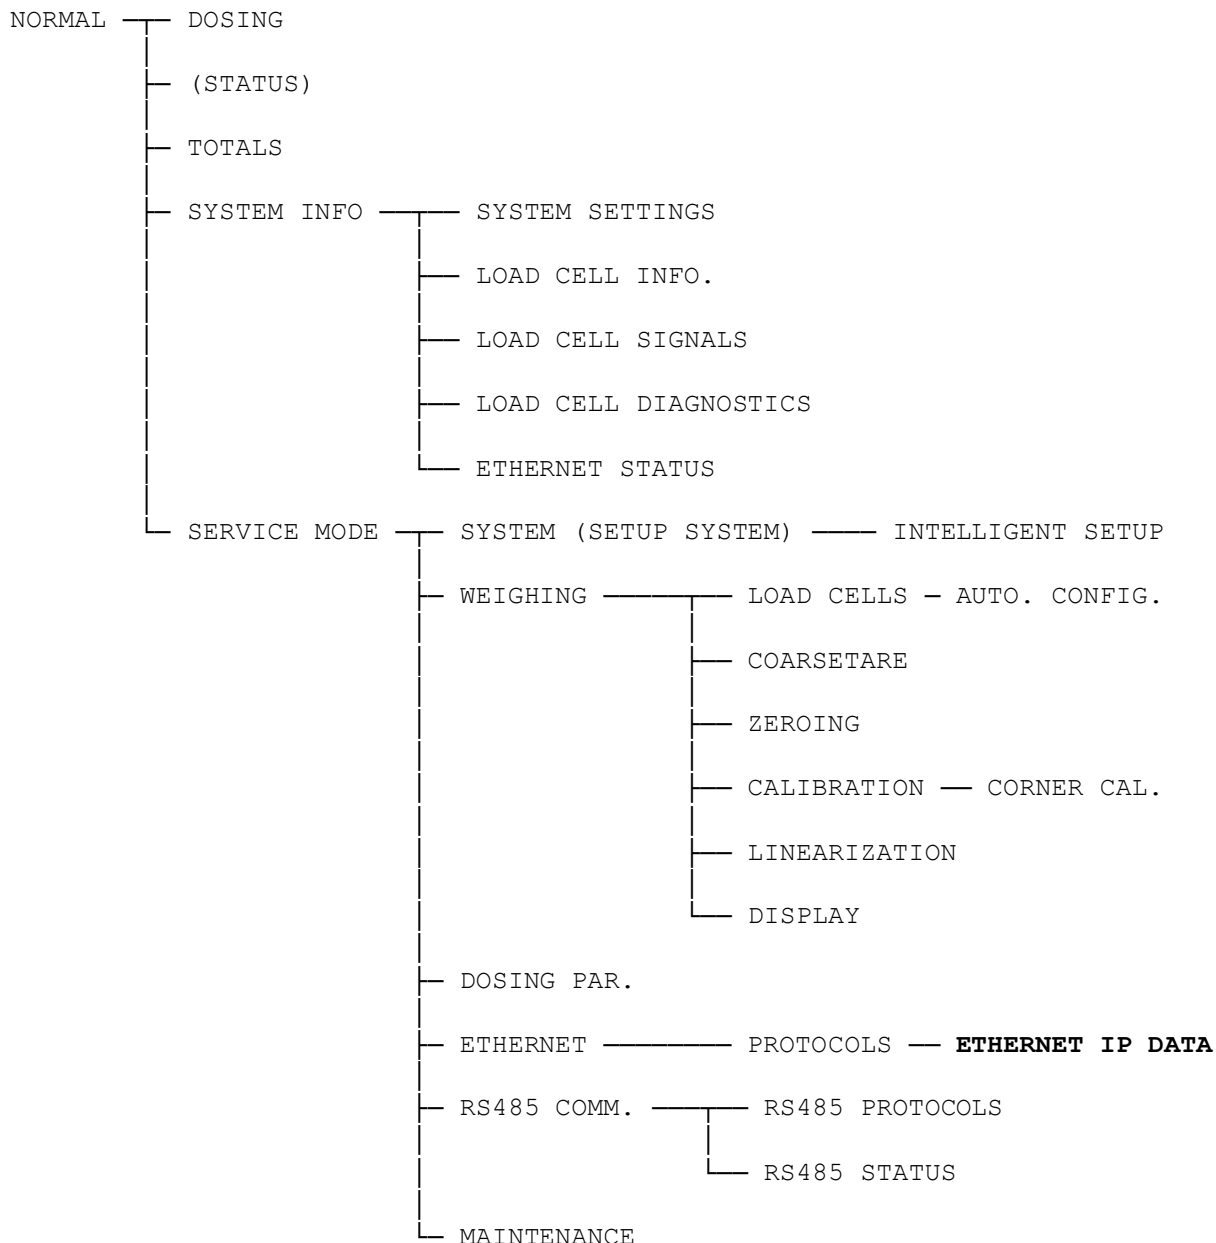 NORMAL DOSING
(STATUS)
TOTALS
SYSTEM INFO SYSTEM SETTINGS
LOAD CELL INFO.
LOAD CELL SIGNALS
LOAD CELL DIAGNOSTICS
ETHERNET STATUS
SERVICE MODE SYSTEM (SETUP SYSTEM) INTELLIGENT SETUP
WEIGHING LOAD CELLS AUTO. CONFIG.
COARSETARE
ZEROING
CALIBRATION CORNER CAL.
LINEARIZATION
DISPLAY
DOSING PAR.
ETHERNET PROTOCOLS ETHERNET IP DATA
RS485 COMM. RS485 PROTOCOLS
RS485 STATUS
MAINTENANCE